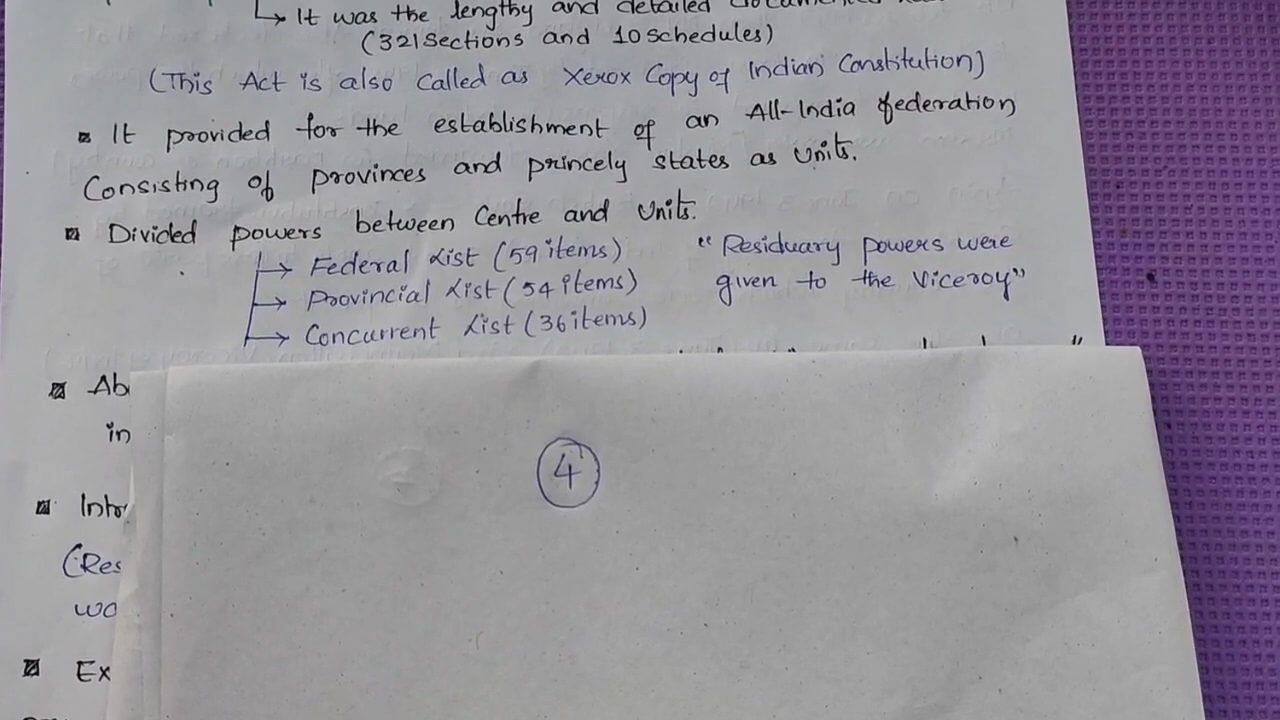 ↳ It was the lengthy and detailed
(321 Sections and 10 Schedules)
(This Act is also Called as Xerox Copy of Indian Constitution)
It provided for the establishment of an All-India federation
Consisting of provinces and princely states as Units.
Divided powers between Centre and Units.
→ Federal List (59 items) "Residuary powers were
→ Provincial List (54 items) given to the Viceroy"
→ Concurrent List (36 items)
Ab
in
4
Intr
(Res
wo
Ex